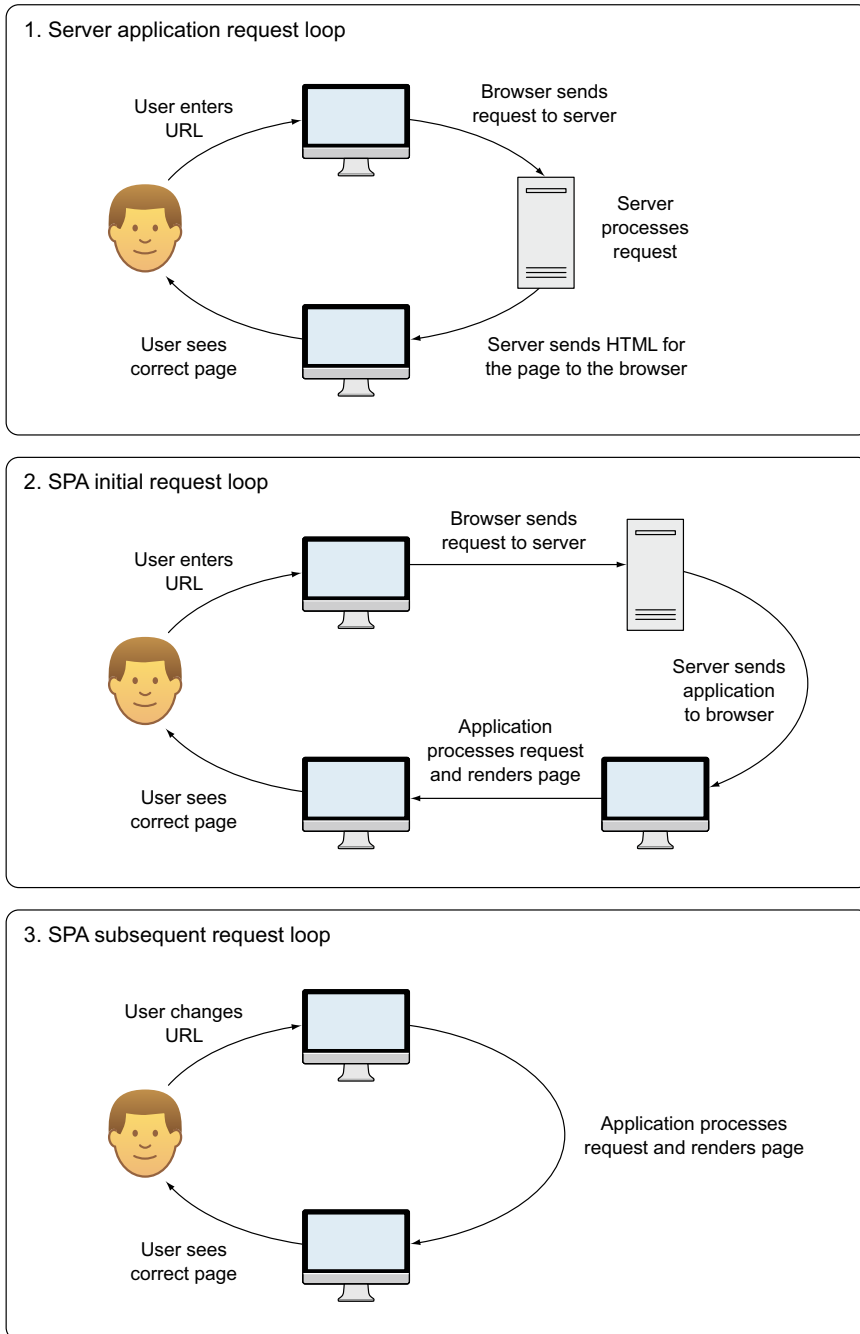 1. Server application request loop
User enters
URL
Browser sends
request to server
Server
processes
request
User sees
correct page
Server sends HTML for
the page to the browser
2. SPA initial request loop
User enters
URL
Browser sends
request to server
Server sends
application
to browser
Application
processes request
and renders page
User sees
correct page
3. SPA subsequent request loop
User changes
URL
Application processes
request and renders page
User sees
correct page